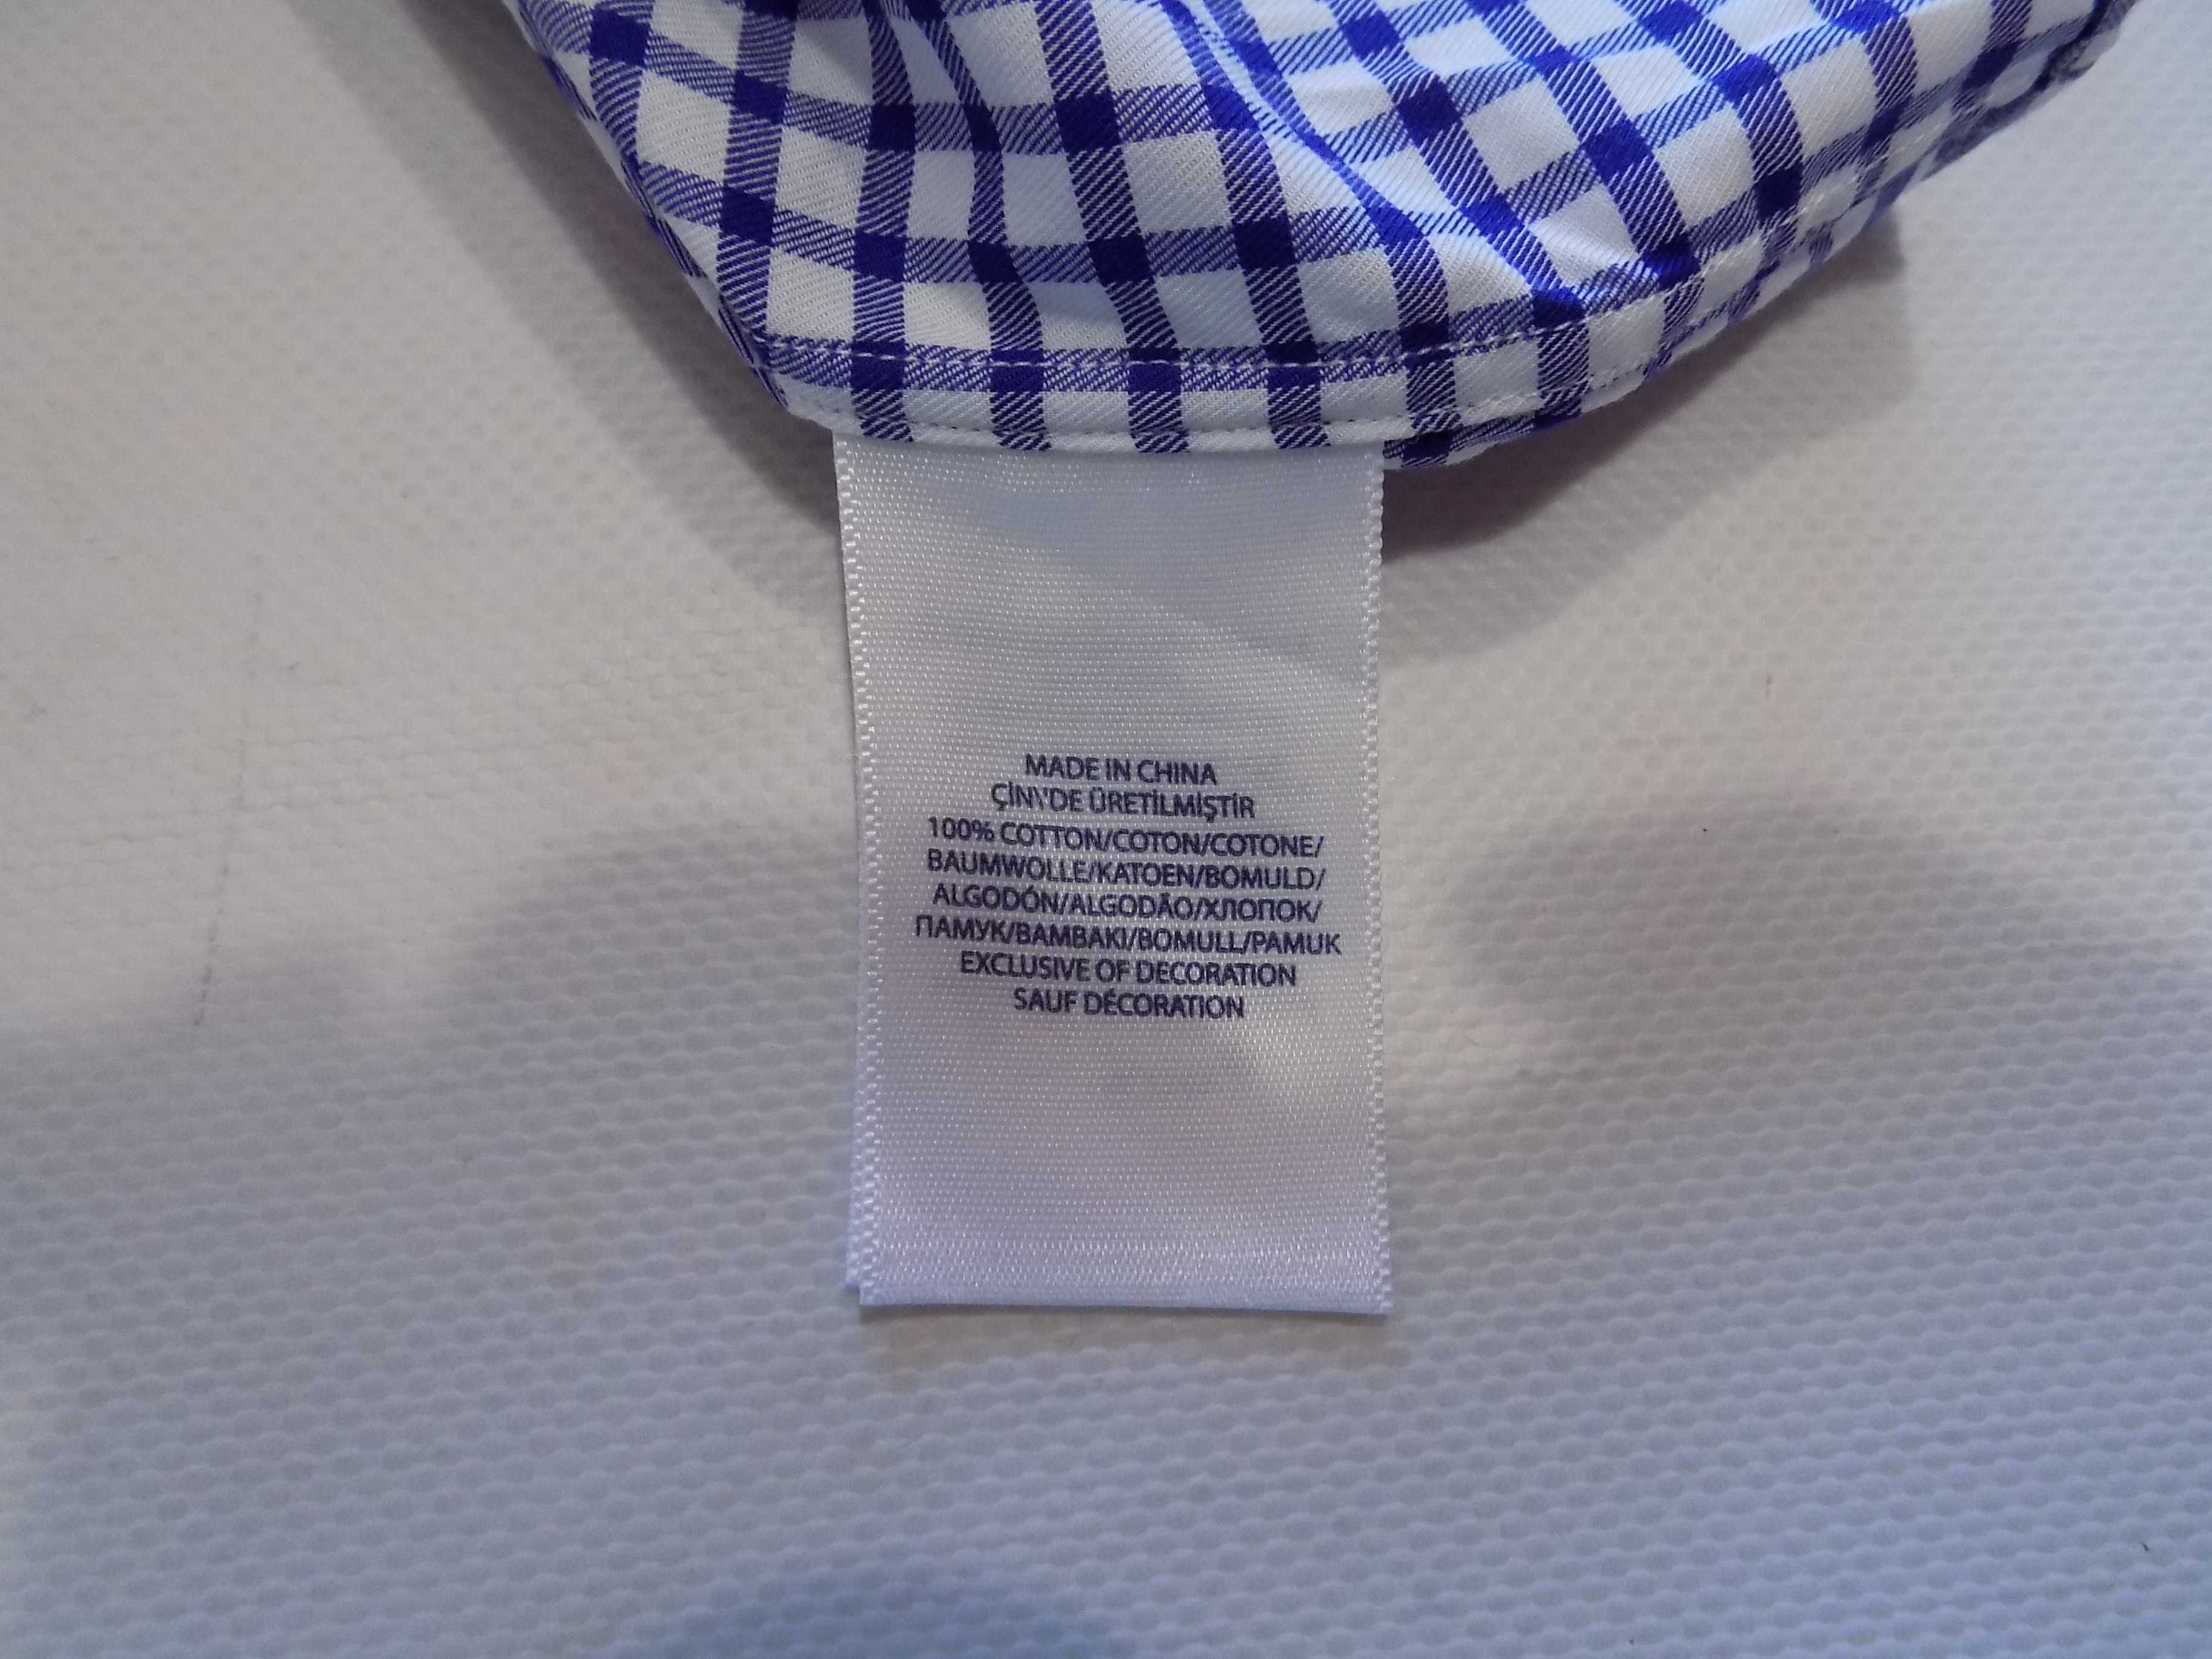 MADE IN CHINA
ÇİN\'DE ÜRETİLMİŞTİR
100% COTTON/COTON/COTONE/
BAUMWOLLE/KATOEN/BOMULD/
ALGODÓN/ALGODÃO/ХЛОПОК/
ПАМУК/BAMBAKI/BOMULL/PAMUK
EXCLUSIVE OF DECORATION
SAUF DÉCORATION